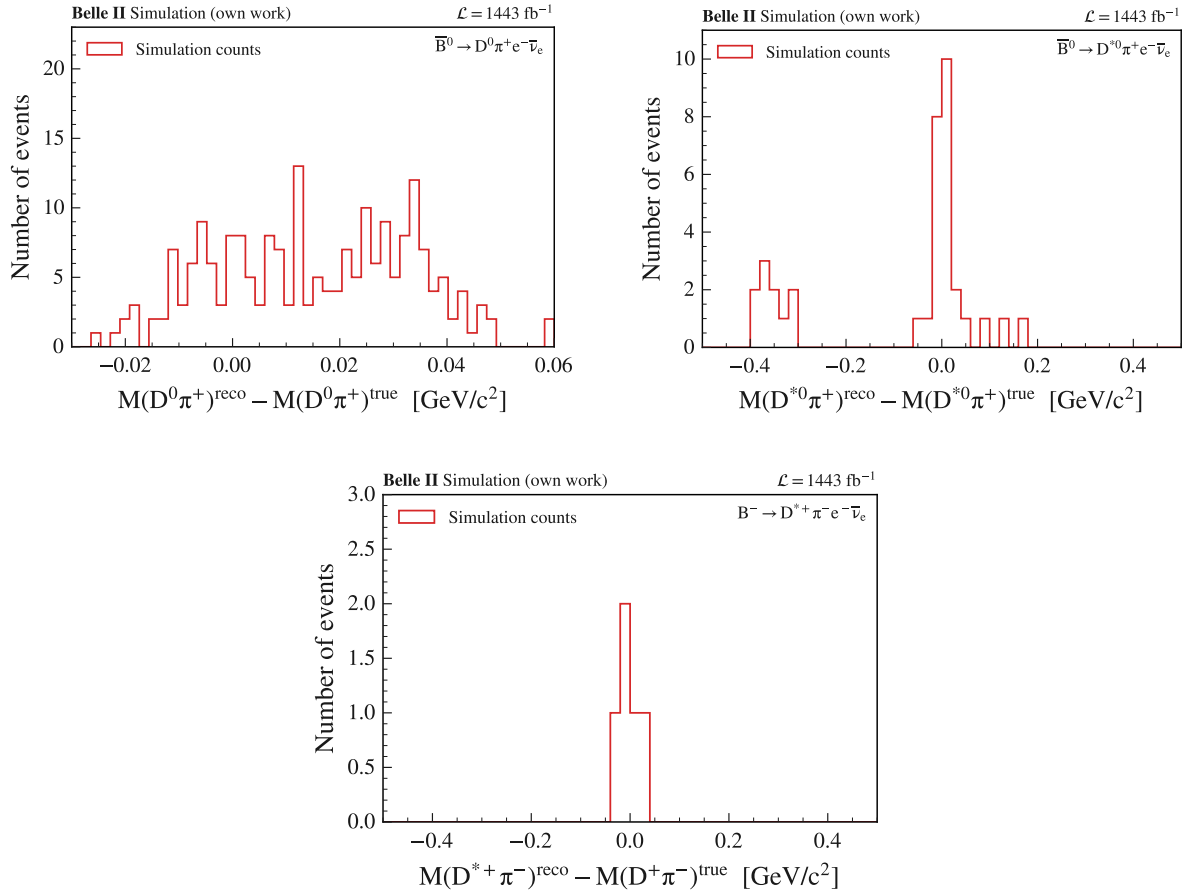 Belle II Simulation (own work) ℒ = 1443 fb⁻¹
Simulation counts
B̅⁰ → D⁰π⁺e⁻ν̅ₑ
Number of events
20
15
10
5
0
−0.02 0.00 0.02 0.04 0.06
M(D⁰π⁺)ʳᵉᶜᵒ − M(D⁰π⁺)ᵗʳᵘᵉ [GeV/c²]
Belle II Simulation (own work) ℒ = 1443 fb⁻¹
Simulation counts
B̅⁰ → D*⁰π⁺e⁻ν̅ₑ
Number of events
10
8
6
4
2
0
−0.4 −0.2 0.0 0.2 0.4
M(D*⁰π⁺)ʳᵉᶜᵒ − M(D*⁰π⁺)ᵗʳᵘᵉ [GeV/c²]
Belle II Simulation (own work) ℒ = 1443 fb⁻¹
Simulation counts
B⁻ → D*⁺π⁻e⁻ν̅ₑ
Number of events
3.0
2.5
2.0
1.5
1.0
0.5
0.0
−0.4 −0.2 0.0 0.2 0.4
M(D*⁺π⁻)ʳᵉᶜᵒ − M(D⁺π⁻)ᵗʳᵘᵉ [GeV/c²]